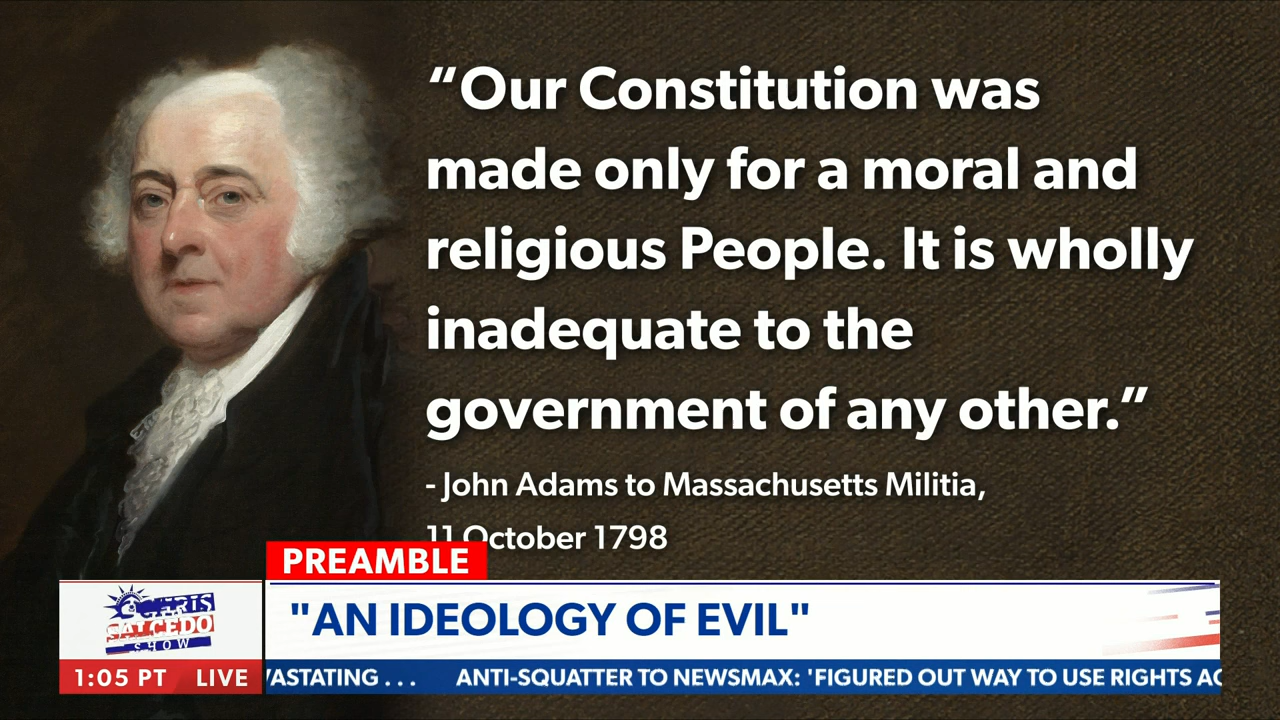 “Our Constitution was
made only for a moral and
religious People. It is wholly
inadequate to the
government of any other.”
- John Adams to Massachusetts Militia,
11 October 1798
PREAMBLE
"AN IDEOLOGY OF EVIL"
SALCEDO
SHOW
1:05 PT LIVE
ANTI-SQUATTER TO NEWSMAX: 'FIGURED OUT WAY TO USE RIGHTS